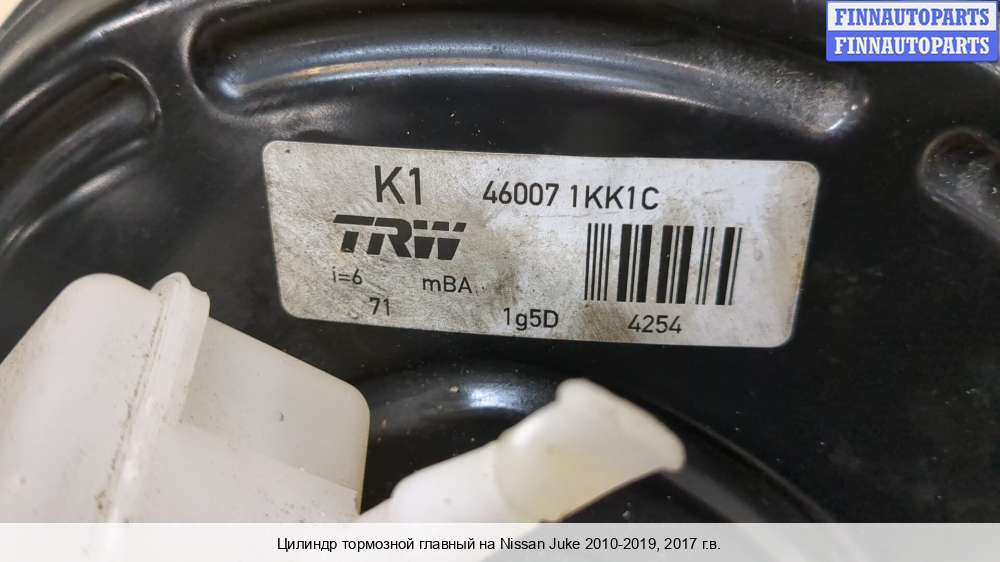 FINNAUTOPARTS
FINNAUTOPARTS
K1 46007 1KK1C
TRW
i=6 mBA
71 1g5D 4254
Цилиндр тормозной главный на Nissan Juke 2010-2019, 2017 г.в.